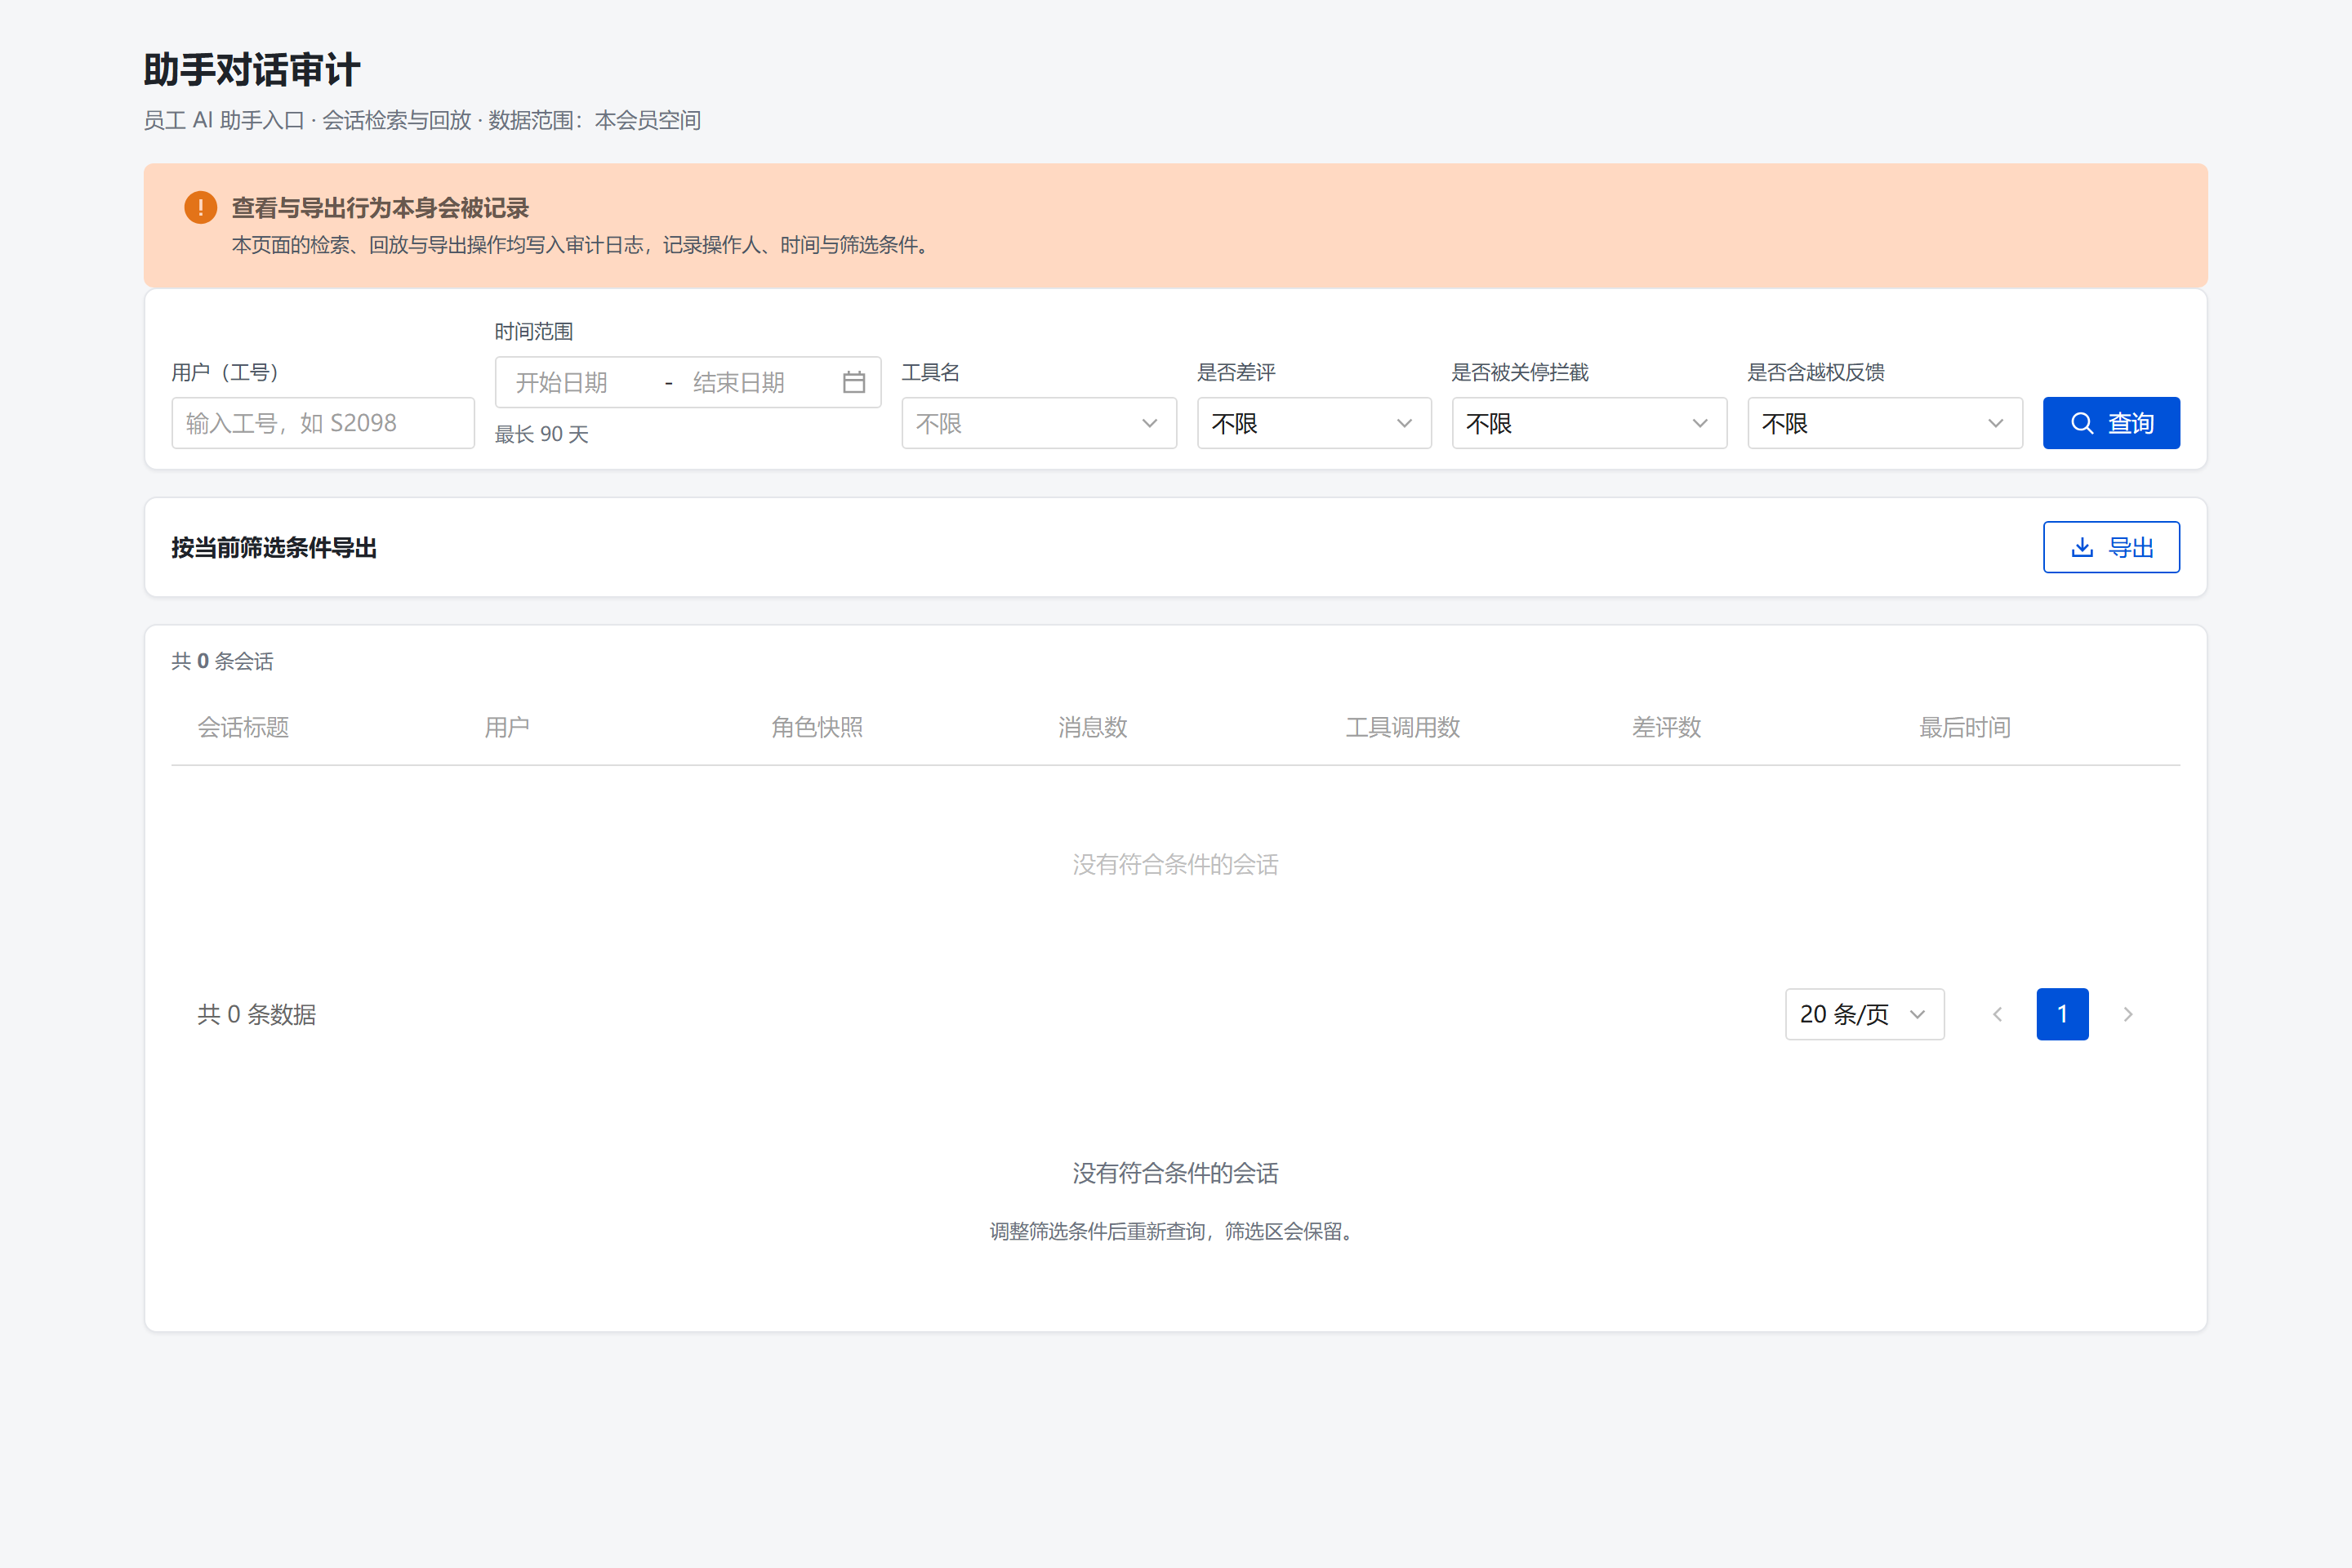 助手对话审计
员工 AI 助手入口 · 会话检索与回放 · 数据范围：本会员空间
查看与导出行为本身会被记录
本页面的检索、回放与导出操作均写入审计日志，记录操作人、时间与筛选条件。
用户（工号）
输入工号，如 S2098
时间范围
开始日期 - 结束日期
最长 90 天
工具名
不限
是否差评
不限
是否被关停拦截
不限
是否含越权反馈
不限
查询
按当前筛选条件导出
导出
共 0 条会话
会话标题 用户 角色快照 消息数 工具调用数 差评数 最后时间
没有符合条件的会话
共 0 条数据
20 条/页
1
没有符合条件的会话
调整筛选条件后重新查询，筛选区会保留。